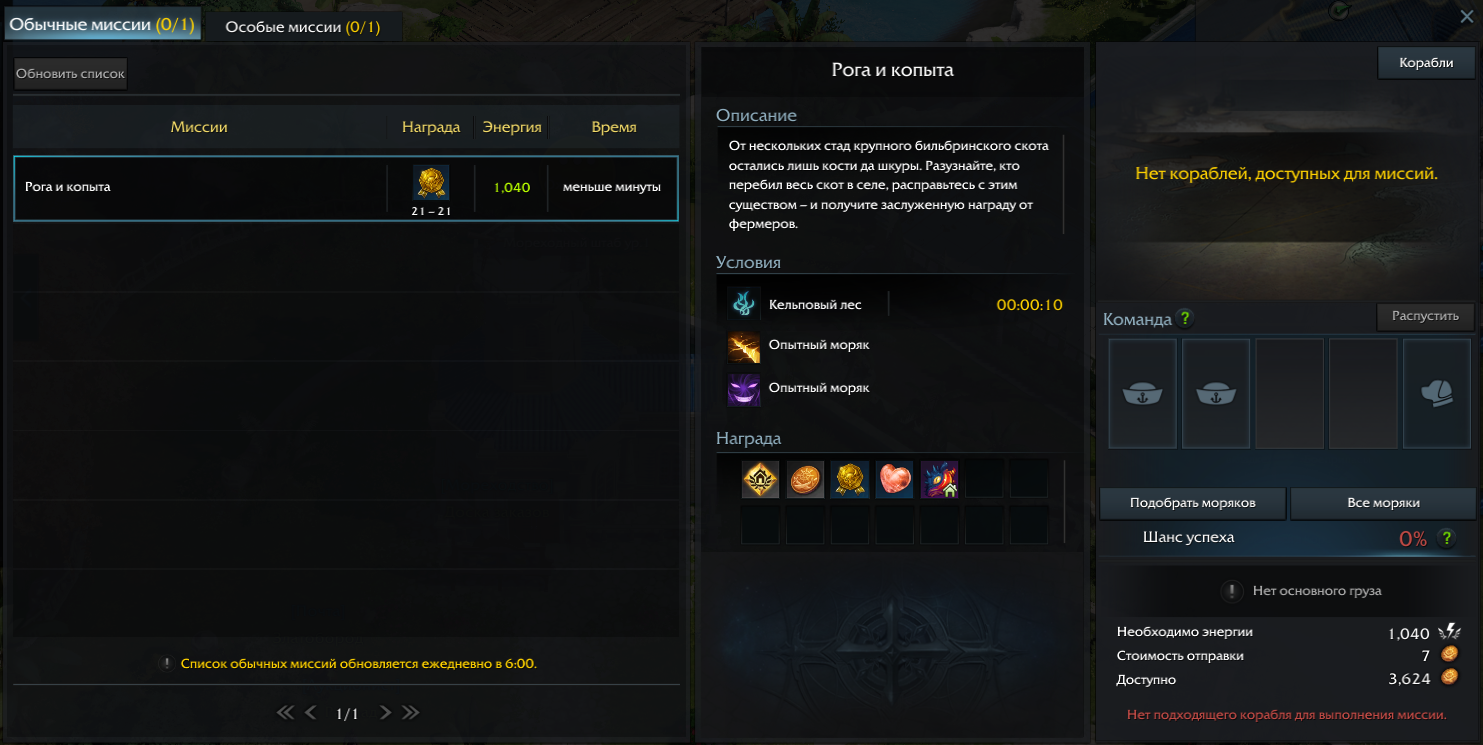 Обычные миссии (0/1)
Особые миссии (0/1)
Обновить список
Миссии
Награда
Энергия
Время
Рога и копыта
21 – 21
1,040
меньше минуты
Список обычных миссий обновляется ежедневно в 6:00.
1/1
Рога и копыта
Описание
От нескольких стад крупного бильбринского скота
остались лишь кости да шкуры. Разузнайте, кто
перебил весь скот в селе, расправьтесь с этим
существом – и получите заслуженную награду от
фермеров.
Условия
Кельповый лес
00:00:10
Опытный моряк
Опытный моряк
Награда
Корабли
Нет кораблей, доступных для миссий.
Команда ?
Распустить
Подобрать моряков
Все моряки
Шанс успеха
0% ?
Нет основного груза
Необходимо энергии
1,040
Стоимость отправки
7
Доступно
3,624
Нет подходящего корабля для выполнения миссии.